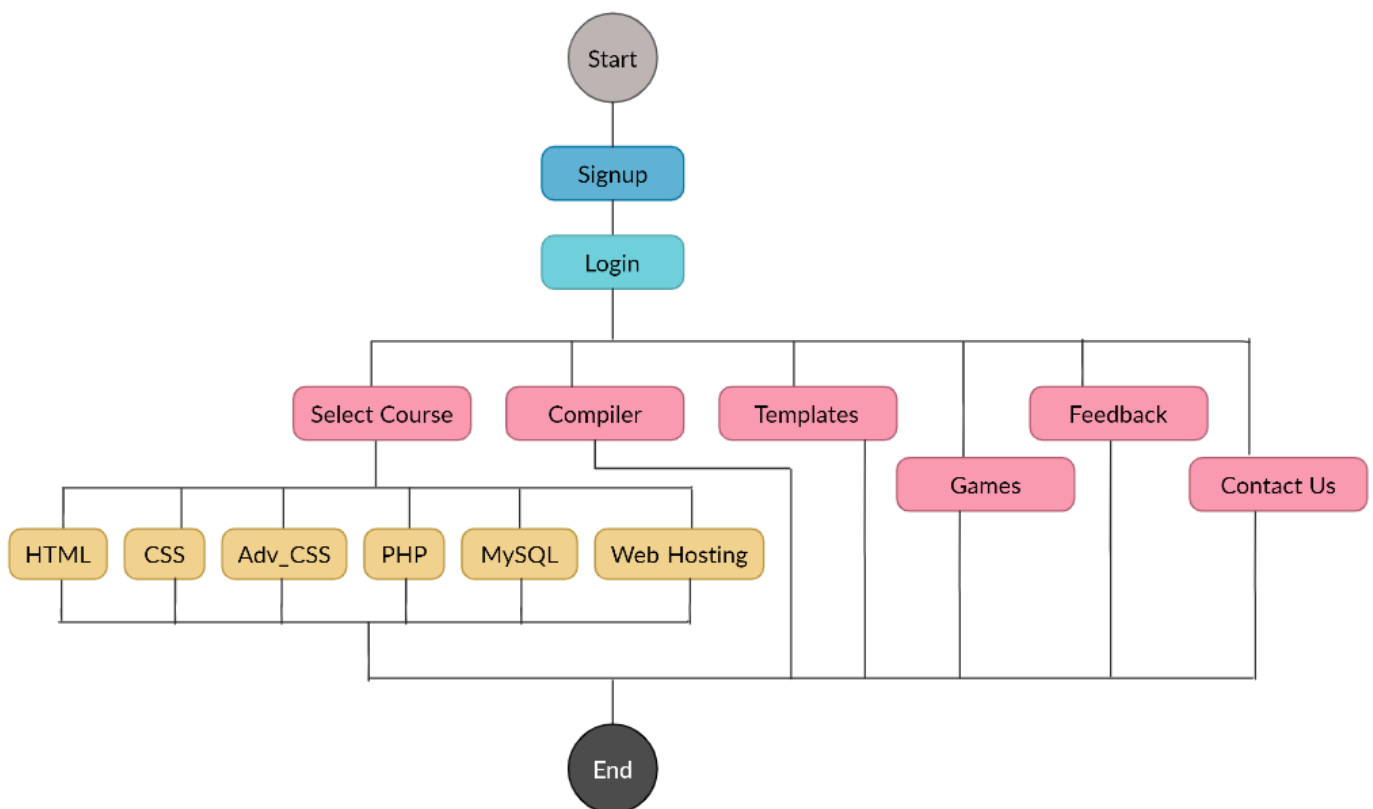 Start
Signup
Login
Select Course
Compiler
Templates
Feedback
Games
Contact Us
HTML
CSS
Adv_CSS
PHP
MySQL
Web Hosting
End